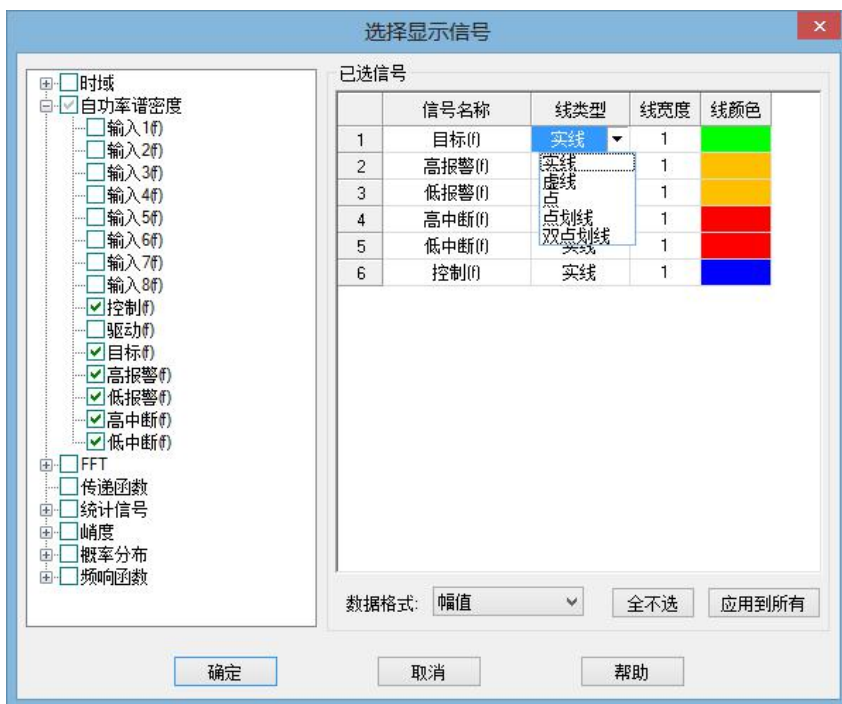 选择显示信号
时域
自功率谱密度
输入1(f)
输入2(f)
输入3(f)
输入4(f)
输入5(f)
输入6(f)
输入7(f)
输入8(f)
控制(f)
驱动(f)
目标(f)
高报警(f)
低报警(f)
高中断(f)
低中断(f)
FFT
传递函数
统计信号
峭度
概率分布
频响函数
已选信号
信号名称 线类型 线宽度 线颜色
1 目标(f) 实线 1
2 高报警(f) 1
3 低报警(f) 1
4 高中断(f) 1
5 低中断(f) 实线 1
6 控制(f) 实线 1
实线
虚线
点
点划线
双点划线
数据格式: 幅值 全不选 应用到所有
确定 取消 帮助